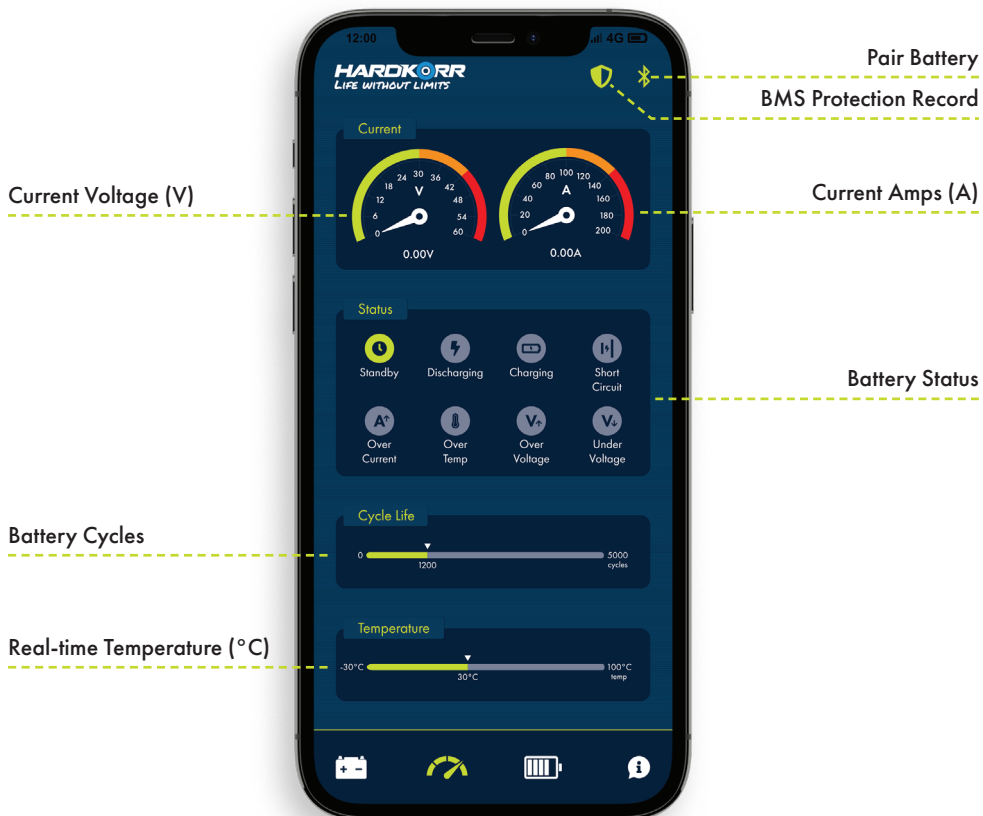 12:00
4G
HARDKORR
LIFE WITHOUT LIMITS
Pair Battery
BMS Protection Record
Current
Current Voltage (V)
0 6 12 18 24 30 36 42 48 54 60
V
0.00V
0 20 40 60 80 100 120 140 160 180 200
A
0.00A
Current Amps (A)
Status
Standby
Discharging
Charging
Short
Circuit
A
Over
Current
Over
Temp
V
Over
Voltage
V
Under
Voltage
Battery Status
Battery Cycles
Cycle Life
0
1200
5000
cycles
Real-time Temperature (°C)
Temperature
-30°C
30°C
100°C
temp